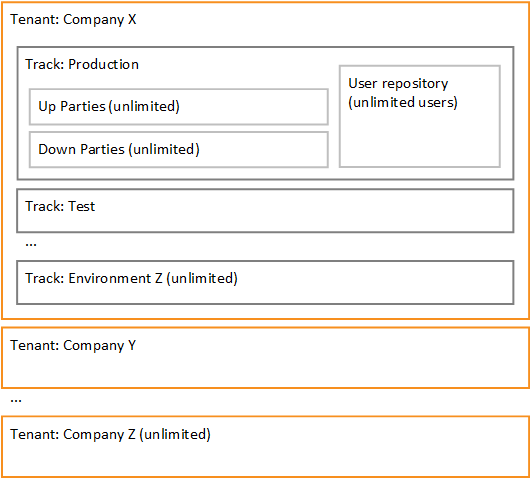 Tenant: Company X
Track: Production
Up Parties (unlimited)
Down Parties (unlimited)
User repository
(unlimited users)
Track: Test
...
Track: Environment Z (unlimited)
Tenant: Company Y
...
Tenant: Company Z (unlimited)